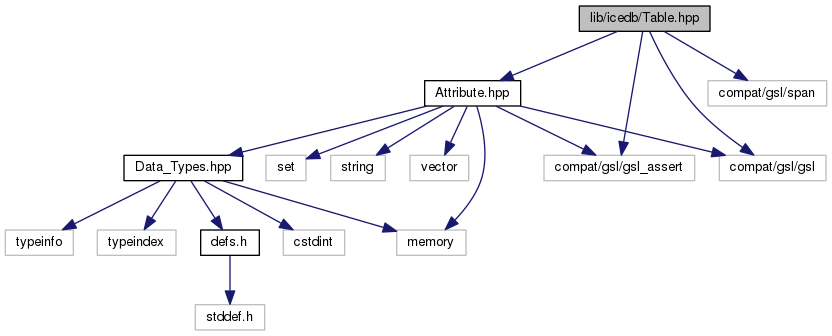 lib/icedb/Table.hpp
Attribute.hpp
compat/gsl/span
Data_Types.hpp
set
string
vector
compat/gsl/gsl_assert
compat/gsl/gsl
typeinfo
typeindex
defs.h
cstdint
memory
stddef.h